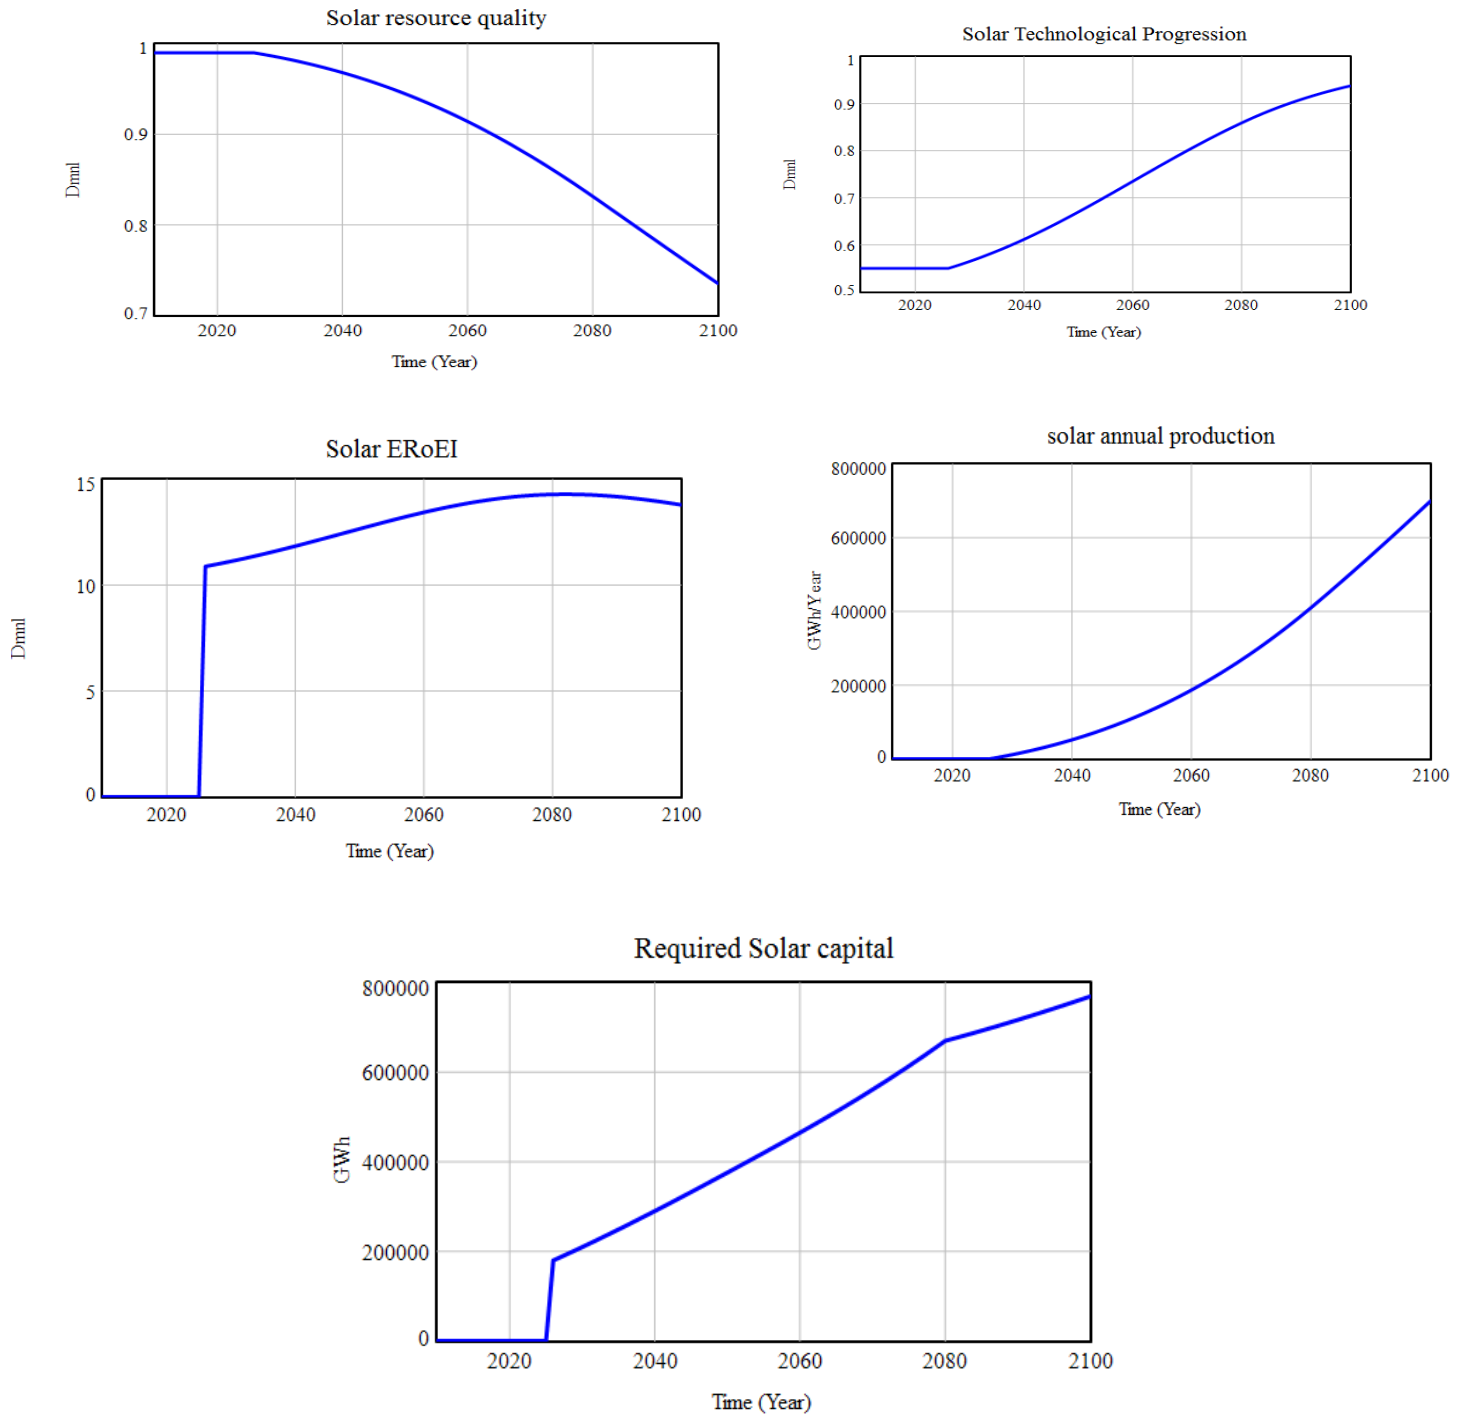 Solar resource quality
1
0.9
0.8
0.7
Dmnl
2020 2040 2060 2080 2100
Time (Year)
Solar Technological Progression
1
0.9
0.8
0.7
0.6
0.5
Dmnl
2020 2040 2060 2080 2100
Time (Year)
Solar ERoEI
15
10
5
0
Dmnl
2020 2040 2060 2080 2100
Time (Year)
solar annual production
800000
600000
400000
200000
0
GWh/Year
2020 2040 2060 2080 2100
Time (Year)
Required Solar capital
800000
600000
400000
200000
0
GWh
2020 2040 2060 2080 2100
Time (Year)